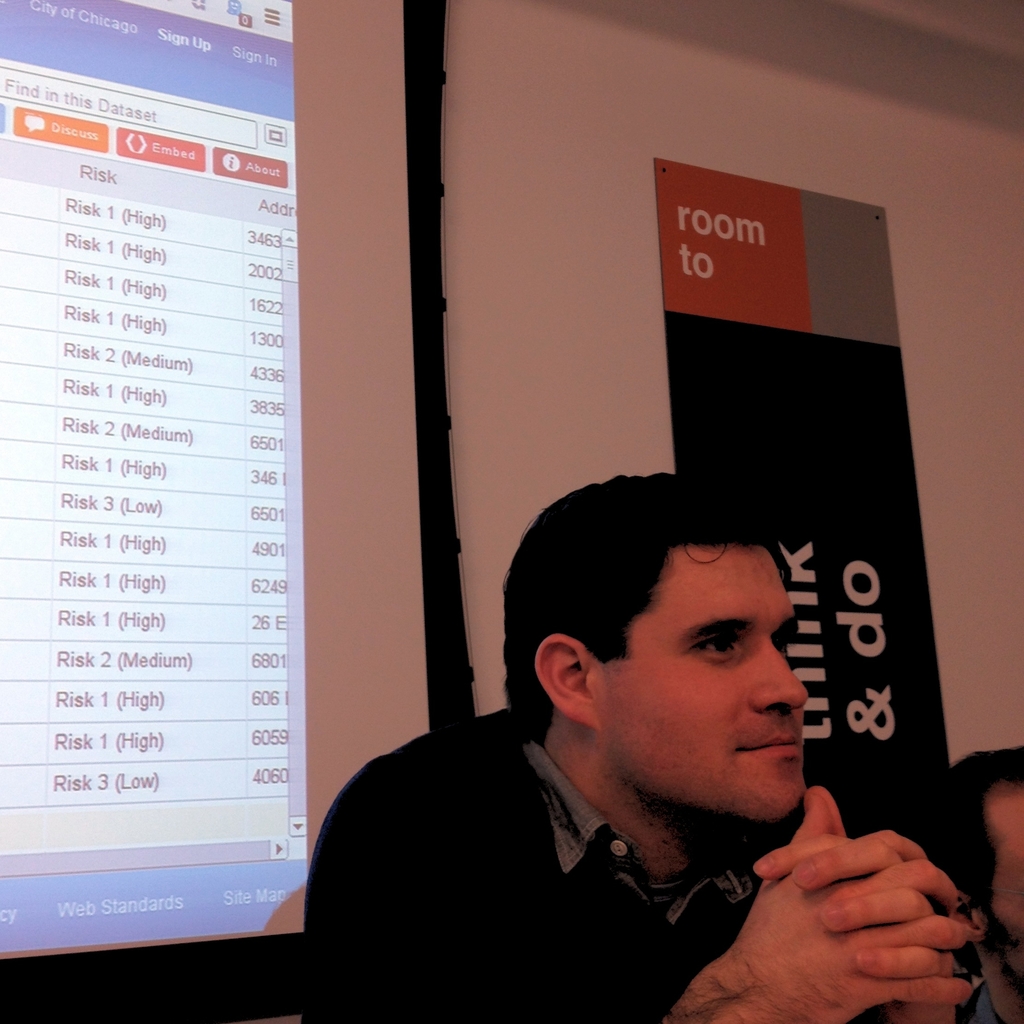 City of Chicago Sign Up Sign In
0
Find in this Dataset
Discuss Embed About
Risk Addr
Risk 1 (High) 3463
Risk 1 (High) 2002
Risk 1 (High) 1622
Risk 1 (High) 1300
Risk 2 (Medium) 4336
Risk 1 (High) 3835
Risk 2 (Medium) 6501
Risk 1 (High) 346
Risk 3 (Low) 6501
Risk 1 (High) 4901
Risk 1 (High) 6249
Risk 1 (High) 26 E
Risk 2 (Medium) 6801
Risk 1 (High) 606
Risk 1 (High) 6059
Risk 3 (Low) 4060
cy Web Standards Site Map
room
to
think
& do